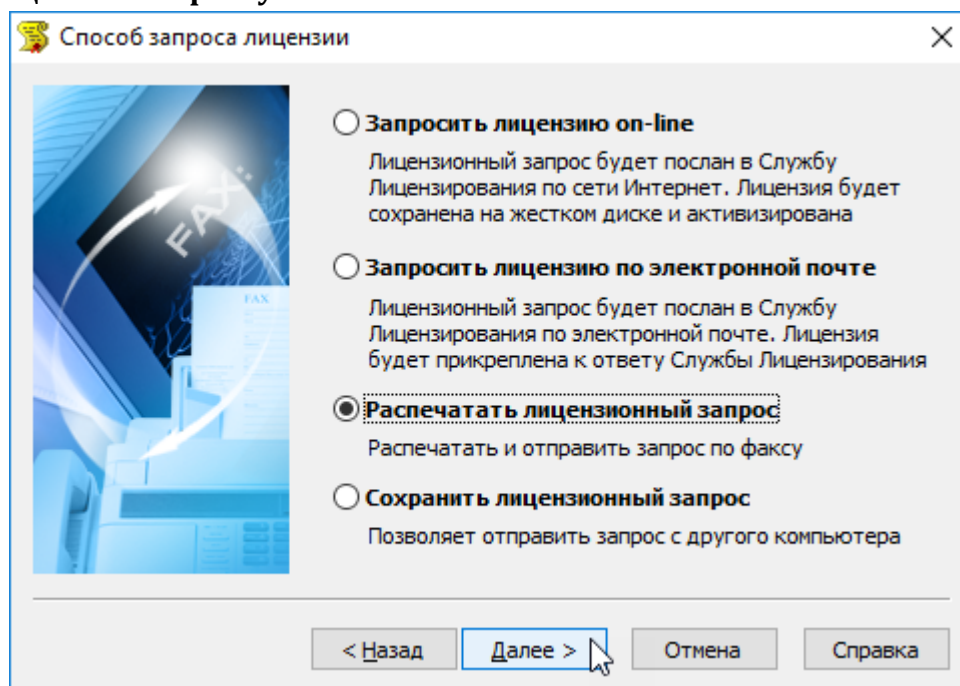 Способ запроса лицензии
Запросить лицензию on-line
Лицензионный запрос будет послан в Службу
Лицензирования по сети Интернет. Лицензия будет
сохранена на жестком диске и активизирована
Запросить лицензию по электронной почте
Лицензионный запрос будет послан в Службу
Лицензирования по электронной почте. Лицензия
будет прикреплена к ответу Службы Лицензирования
Распечатать лицензионный запрос
Распечатать и отправить запрос по факсу
Сохранить лицензионный запрос
Позволяет отправить запрос с другого компьютера
FAX:
FAX
< Назад
Далее >
Отмена
Справка